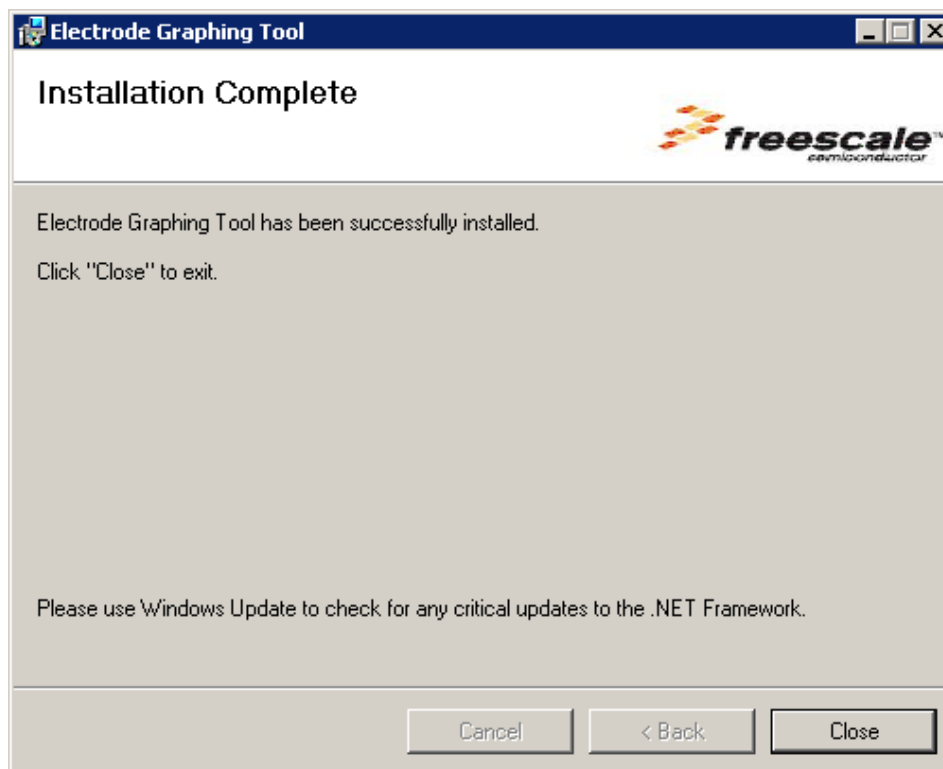 Electrode Graphing Tool
Installation Complete
freescale™
semiconductor
Electrode Graphing Tool has been successfully installed.
Click "Close" to exit.
Please use Windows Update to check for any critical updates to the .NET Framework.
Cancel
< Back
Close